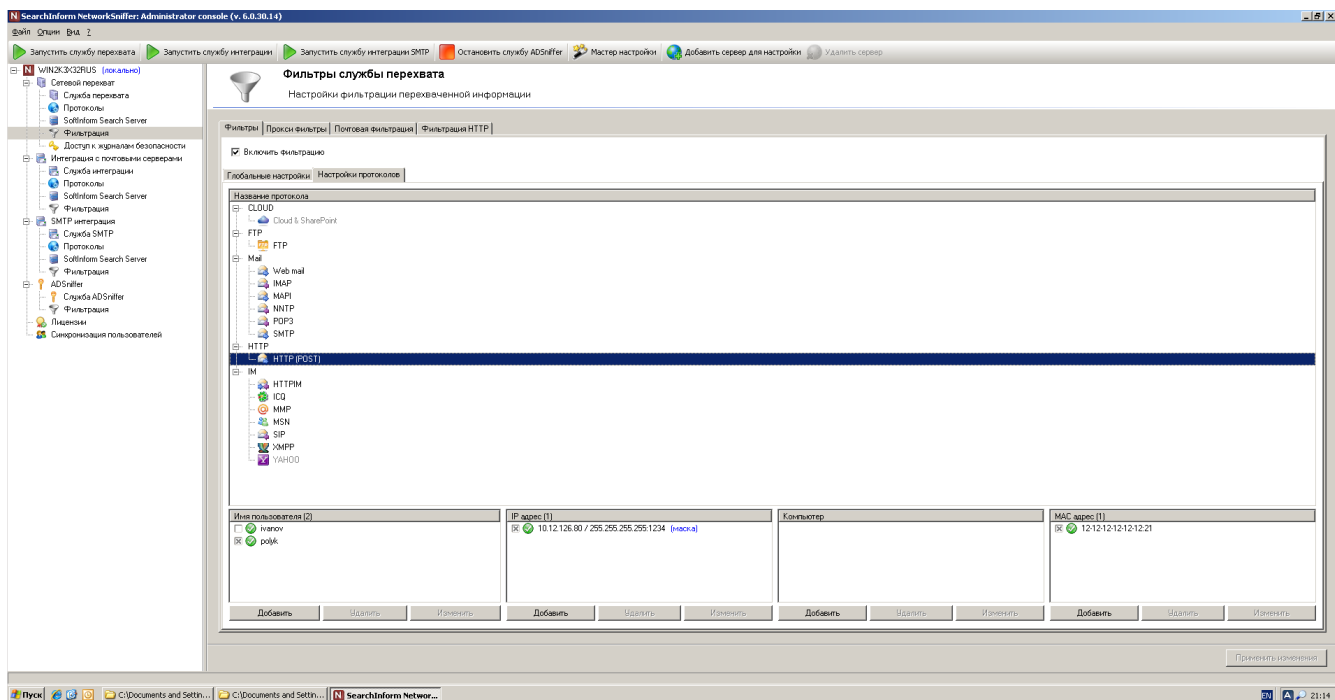 SearchInform NetworkSniffer: Administrator console (v. 6.0.30.14)
Файл Опции Вид ?
Запустить службу перехвата Запустить службу интеграции Запустить службу интеграции SMTP Остановить службу ADSniffer Мастер настройки Добавить сервер для настройки Удалить сервер
WIN2K3X32RUS (локально)
Сетевой перехват
Служба перехвата
Протоколы
SoftInform Search Server
Фильтрация
Доступ к журналам безопасности
Интеграция с почтовыми серверами
Служба интеграции
Протоколы
SoftInform Search Server
Фильтрация
SMTP интеграция
Служба SMTP
Протоколы
SoftInform Search Server
Фильтрация
ADSniffer
Служба ADSniffer
Фильтрация
Лицензии
Синхронизация пользователей
Фильтры службы перехвата
Настройки фильтрации перехваченной информации
Фильтры Прокси фильтры Почтовая фильтрация Фильтрация HTTP
Включить фильтрацию
Глобальные настройки Настройки протоколов
Название протокола
CLOUD
Cloud & SharePoint
FTP
FTP
Mail
Web mail
IMAP
MAPI
NNTP
POP3
SMTP
HTTP
HTTP (POST)
IM
HTTPIM
ICQ
MMP
MSN
SIP
XMPP
YAHOO
Имя пользователя (2) IP адрес (1) Компьютер MAC адрес (1)
ivanov 10.12.126.80 / 255.255.255.255:1234 (маска) 12-12-12-12-12-12:21
polyk
Добавить Удалить Изменить Добавить Удалить Изменить Добавить Удалить Изменить Добавить Удалить Изменить
Применить изменения
Пуск C:\Documents and Settin... C:\Documents and Settin... SearchInform Networ... EN 21:14